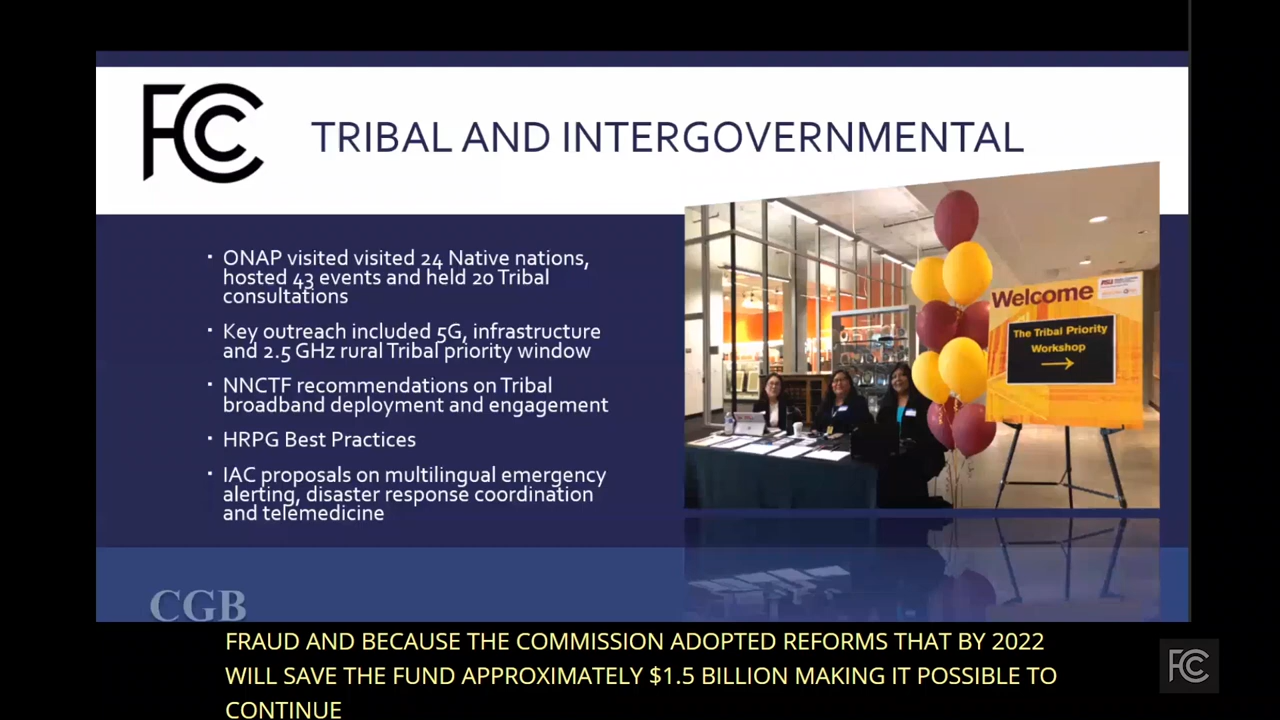 FCC
TRIBAL AND INTERGOVERNMENTAL
▪ ONAP visited visited 24 Native nations,
hosted 43 events and held 20 Tribal
consultations
▪ Key outreach included 5G, infrastructure
and 2.5 GHz rural Tribal priority window
▪ NNCTF recommendations on Tribal
broadband deployment and engagement
▪ HRPG Best Practices
▪ IAC proposals on multilingual emergency
alerting, disaster response coordination
and telemedicine
Welcome
The Tribal Priority
Workshop
CGB
FRAUD AND BECAUSE THE COMMISSION ADOPTED REFORMS THAT BY 2022
WILL SAVE THE FUND APPROXIMATELY $1.5 BILLION MAKING IT POSSIBLE TO
CONTINUE
FCC